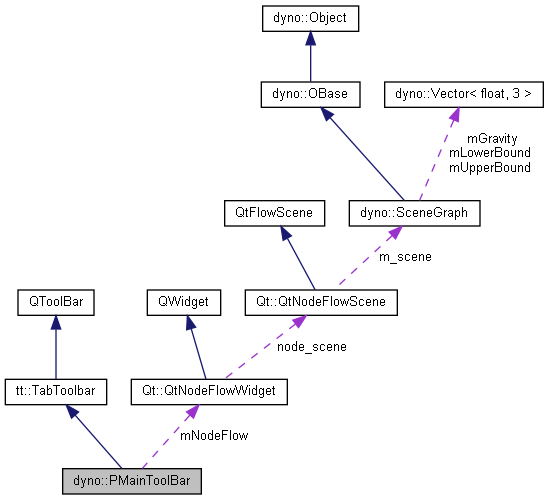 dyno::Object
dyno::OBase
dyno::Vector< float, 3 >
mGravity
mLowerBound
mUpperBound
QtFlowScene
dyno::SceneGraph
m_scene
QToolBar
QWidget
Qt::QtNodeFlowScene
node_scene
tt::TabToolbar
Qt::QtNodeFlowWidget
mNodeFlow
dyno::PMainToolBar